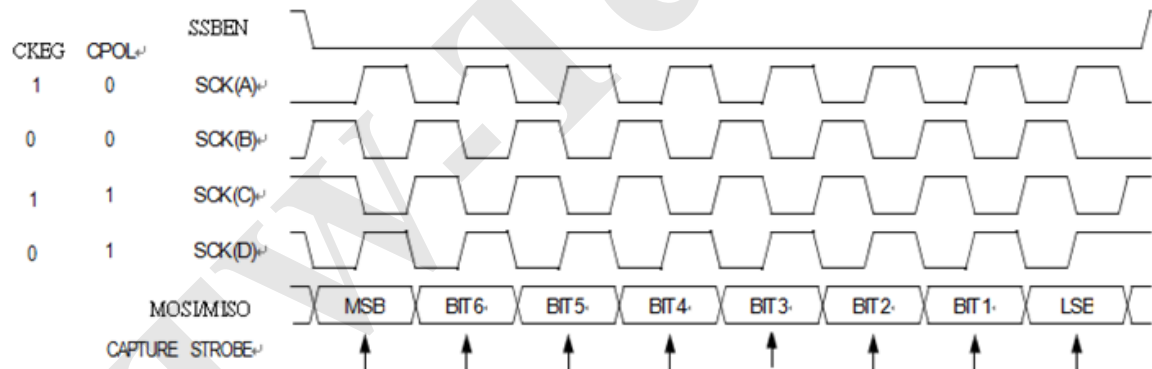 SSBEN
CKEG CPOL↵
1 0 SCK(A)↵
0 0 SCK(B)↵
1 1 SCK(C)↵
0 1 SCK(D)↵
MOSI/MISO MSB BIT6 BIT5 BIT4 BIT3 BIT2 BIT1 LSB
CAPTURE STROBE↵